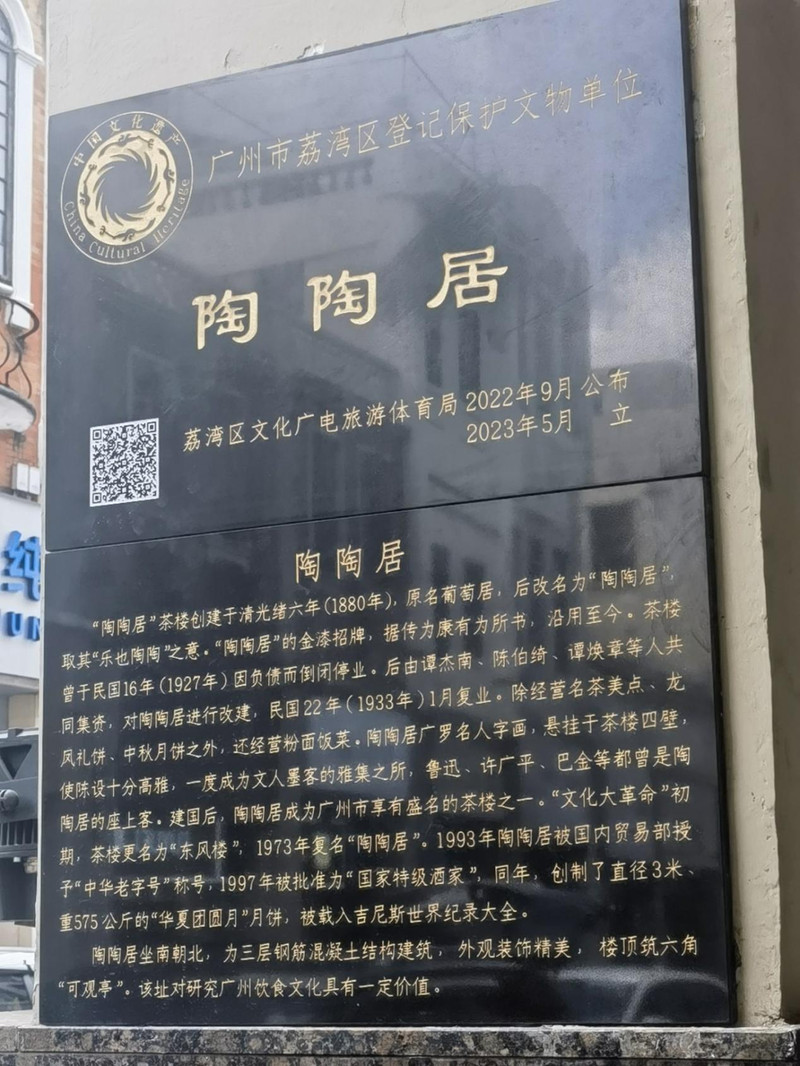 中国文化遗产
China Cultural Heritage
广州市荔湾区登记保护文物单位
陶陶居
荔湾区文化广电旅游体育局 2022年9月 公布
2023年5月 立
陶陶居
“陶陶居”茶楼创建于清光绪六年(1880年)，原名葡萄居，后改名为“陶陶居”，
取其“乐也陶陶”之意。“陶陶居”的金漆招牌，据传为康有为所书，沿用至今。茶楼
曾于民国16年(1927年)因负债而倒闭停业。后由谭杰南、陈伯绮、谭焕章等人共
同集资，对陶陶居进行改建，民国22年(1933年)1月复业。除经营名茶美点、龙
凤礼饼、中秋月饼之外，还经营粉面饭菜。陶陶居广罗名人字画，悬挂于茶楼四壁，
使陈设十分高雅，一度成为文人墨客的雅集之所，鲁迅、许广平、巴金等都曾是陶
陶居的座上客。建国后，陶陶居成为广州市享有盛名的茶楼之一。“文化大革命”初
期，茶楼更名为“东风楼”，1973年复名“陶陶居”。1993年陶陶居被国内贸易部授
予“中华老字号”称号，1997年被批准为“国家特级酒家”，同年，创制了直径3米、
重575公斤的“华夏团圆月”月饼，被载入吉尼斯世界纪录大全。
陶陶居坐南朝北，为三层钢筋混凝土结构建筑，外观装饰精美，楼顶筑六角
“可观亭”。该址对研究广州饮食文化具有一定价值。
纯
UN